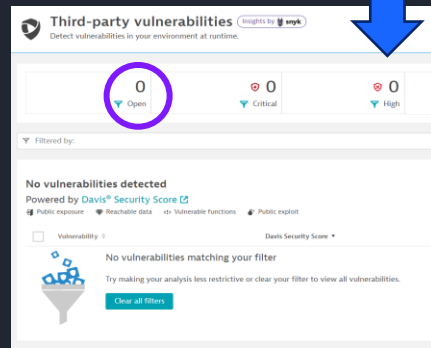 Third-party vulnerabilities Insights by snyk
Detect vulnerabilities in your environment at runtime.
0 0 0
Open Critical High
Filtered by:
No vulnerabilities detected
Powered by Davis® Security Score
Public exposure Reachable data Vulnerable functions Public exploit
Vulnerability Davis Security Score
No vulnerabilities matching your filter
Try making your analysis less restrictive or clear your filter to view all vulnerabilities.
Clear all filters